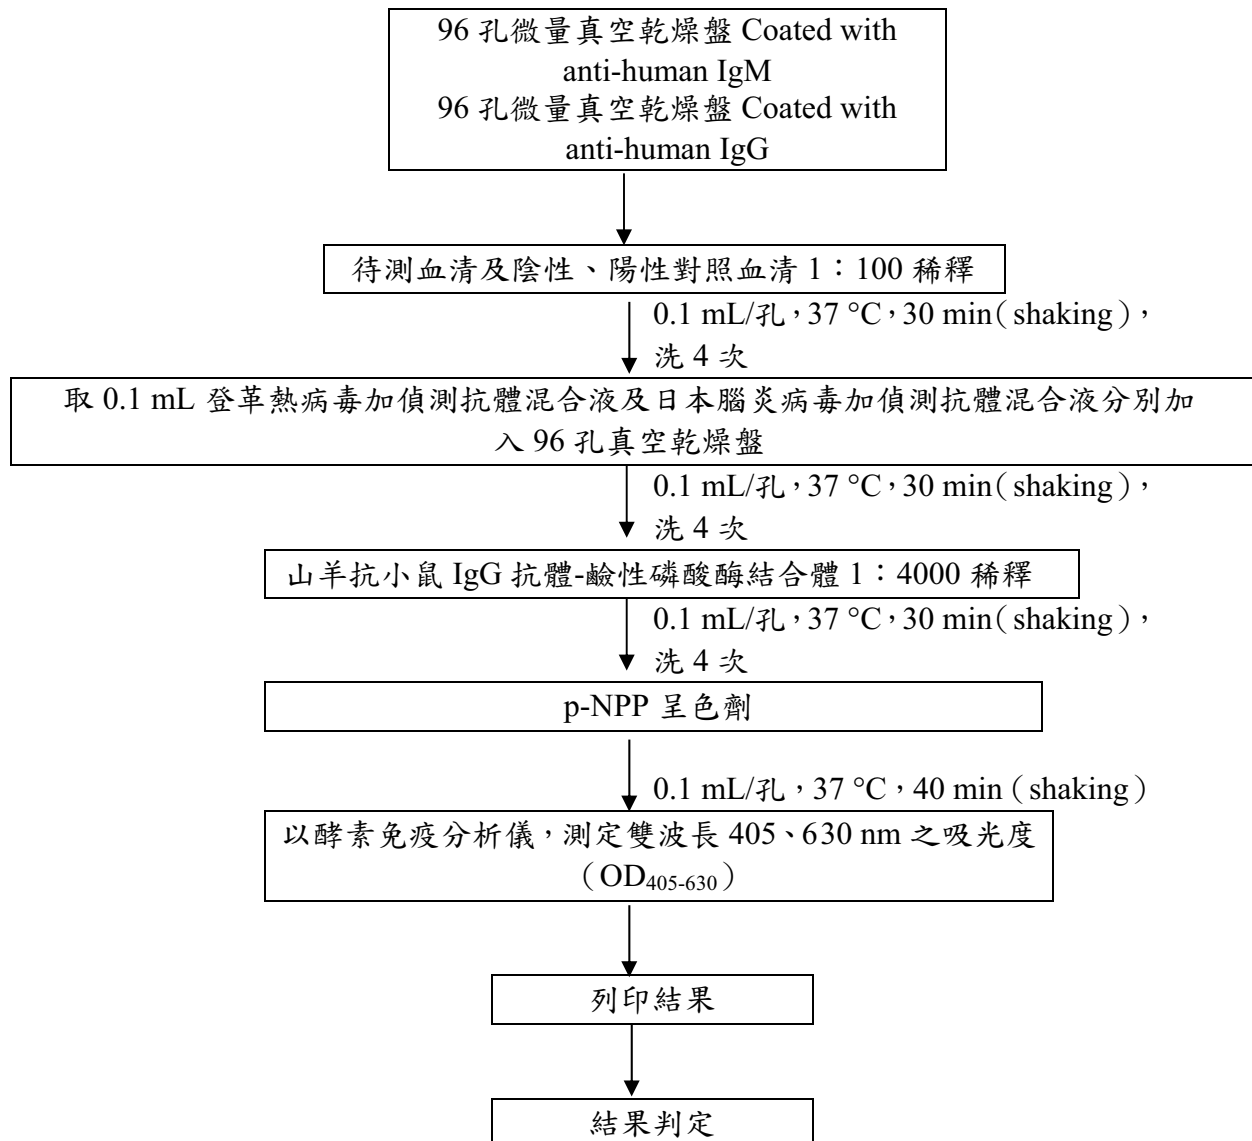 96 孔微量真空乾燥盤 Coated with
anti-human IgM
96 孔微量真空乾燥盤 Coated with
anti-human IgG
待測血清及陰性、陽性對照血清 1：100 稀釋
0.1 mL/孔，37 °C，30 min（shaking），
洗 4 次
取 0.1 mL 登革熱病毒加偵測抗體混合液及日本腦炎病毒加偵測抗體混合液分別加
入 96 孔真空乾燥盤
0.1 mL/孔，37 °C，30 min（shaking），
洗 4 次
山羊抗小鼠 IgG 抗體-鹼性磷酸酶結合體 1：4000 稀釋
0.1 mL/孔，37 °C，30 min（shaking），
洗 4 次
p-NPP 呈色劑
0.1 mL/孔，37 °C，40 min（shaking）
以酵素免疫分析儀，測定雙波長 405、630 nm 之吸光度
（OD405-630）
列印結果
結果判定